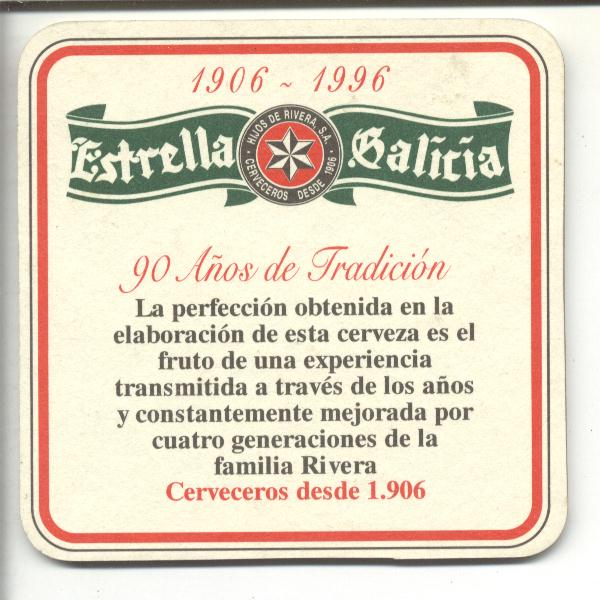 1906 ~ 1996
Estrella Galicia
HIJOS DE RIVERA, S.A.
CERVECEROS DESDE 1906
90 Años de Tradición
La perfección obtenida en la
elaboración de esta cerveza es el
fruto de una experiencia
transmitida a través de los años
y constantemente mejorada por
cuatro generaciones de la
familia Rivera
Cerveceros desde 1.906